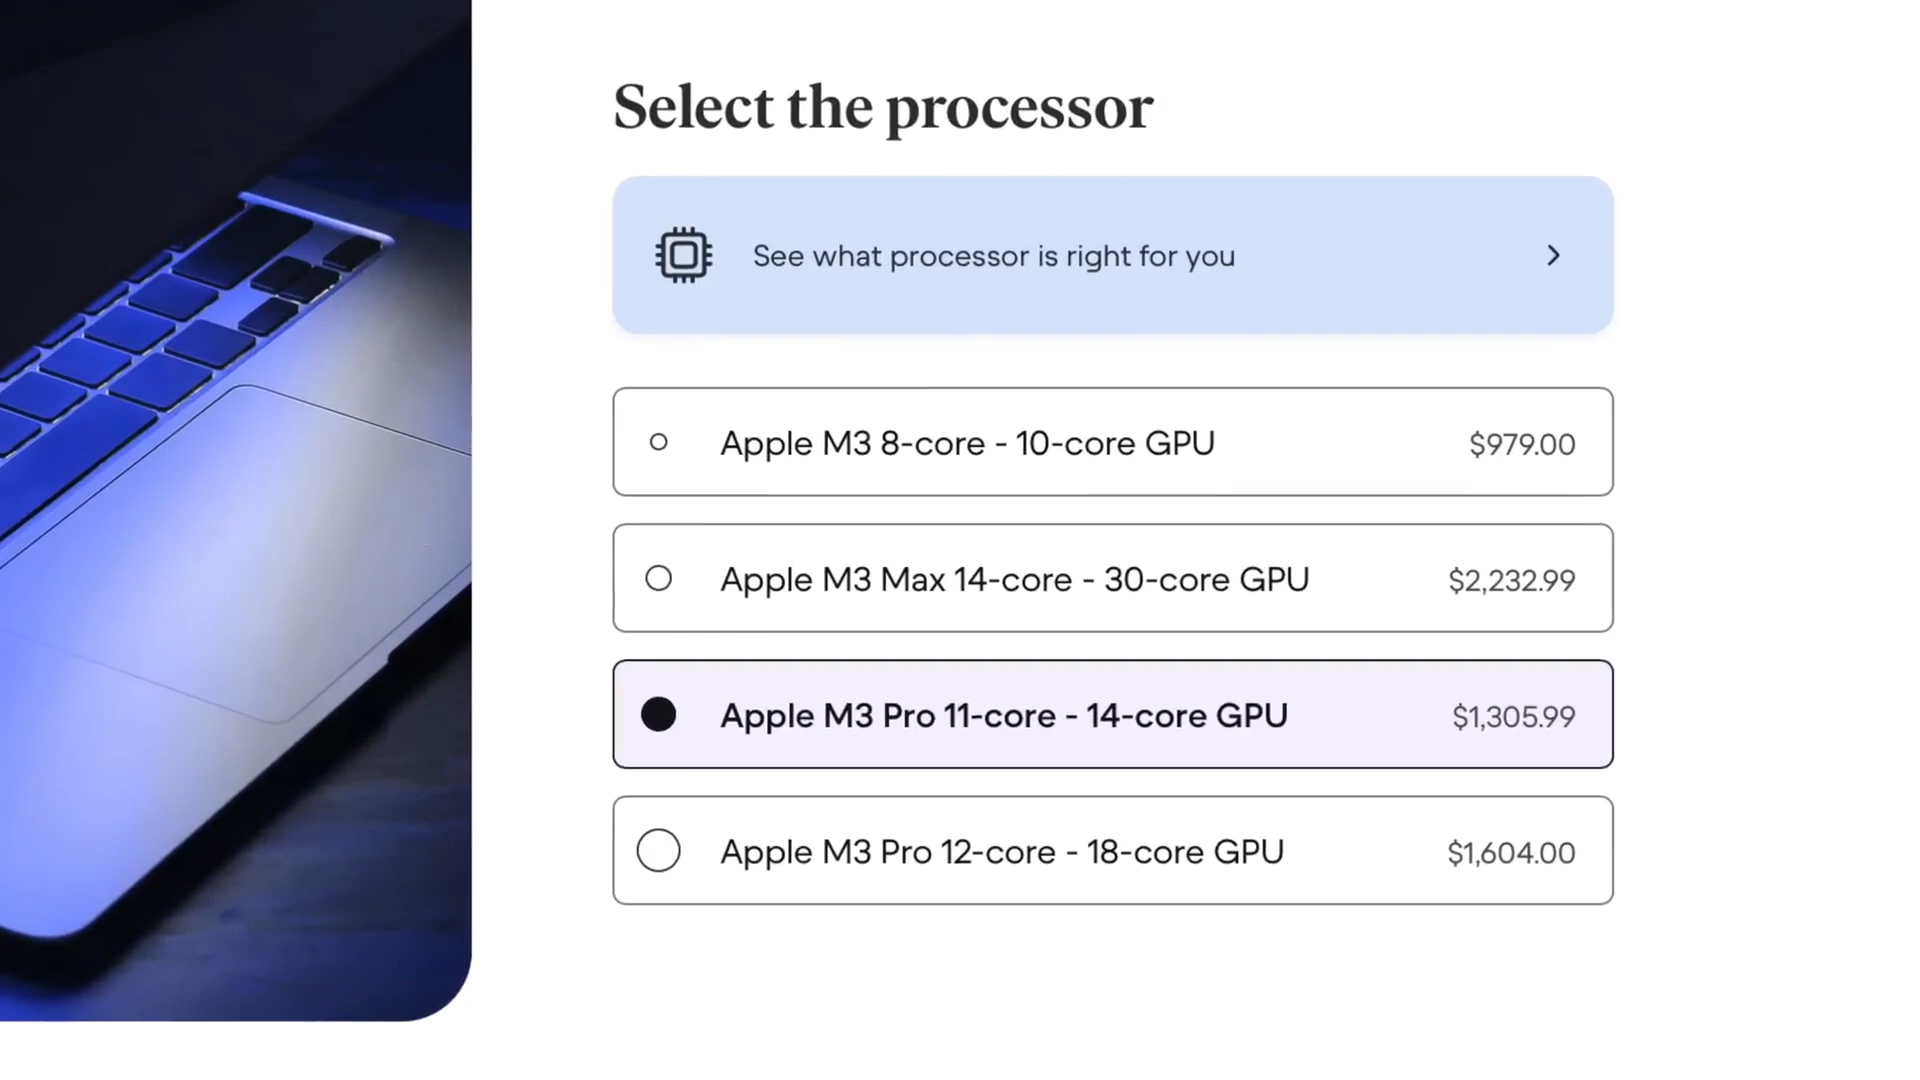 Select the processor
See what processor is right for you
Apple M3 8-core - 10-core GPU $979.00
Apple M3 Max 14-core - 30-core GPU $2,232.99
Apple M3 Pro 11-core - 14-core GPU $1,305.99
Apple M3 Pro 12-core - 18-core GPU $1,604.00